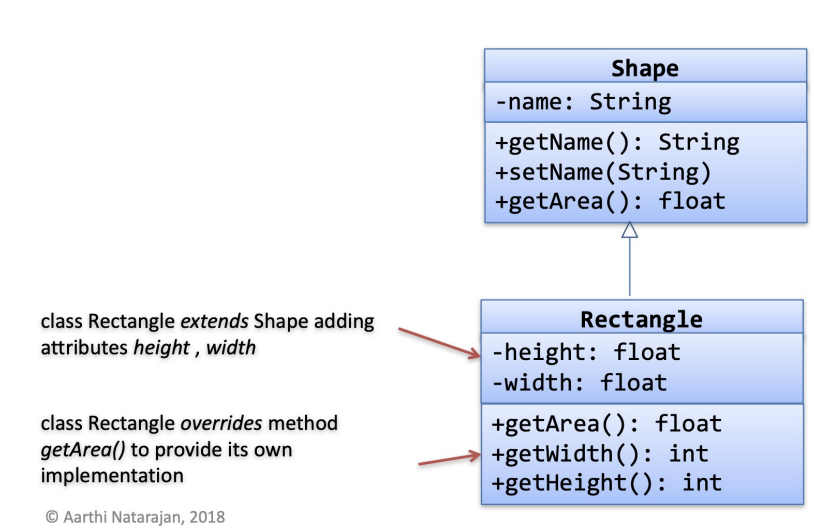 Shape
-name: String
+getName(): String
+setName(String)
+getArea(): float
class Rectangle extends Shape adding
attributes height , width
Rectangle
-height: float
-width: float
class Rectangle overrides method
getArea() to provide its own
implementation
+getArea(): float
+getWidth(): int
+getHeight(): int
© Aarthi Natarajan, 2018